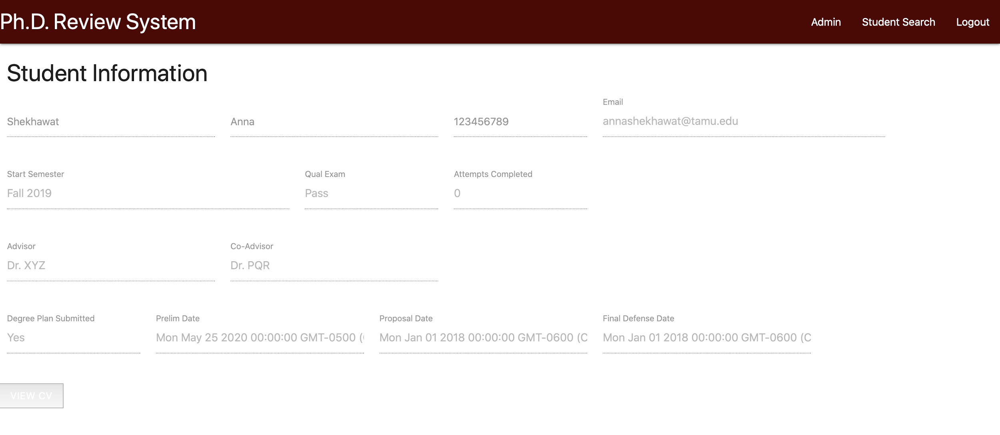 Ph.D. Review System
Admin Student Search Logout
Student Information
Email
Shekhawat Anna 123456789 annashekhawat@tamu.edu
Start Semester Qual Exam Attempts Completed
Fall 2019 Pass 0
Advisor Co-Advisor
Dr. XYZ Dr. PQR
Degree Plan Submitted Prelim Date Proposal Date Final Defense Date
Yes Mon May 25 2020 00:00:00 GMT-0500 ( Mon Jan 01 2018 00:00:00 GMT-0600 (C Mon Jan 01 2018 00:00:00 GMT-0600 (C
VIEW CV